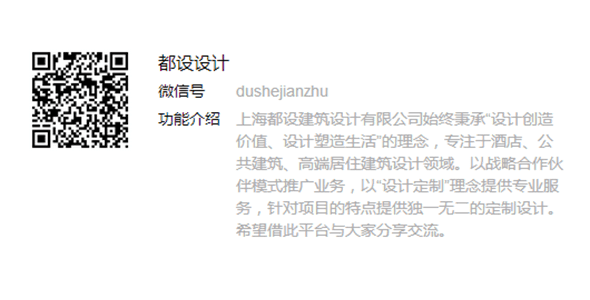 都设设计
微信号 dushejianzhu
功能介绍 上海都设建筑设计有限公司始终秉承“设计创造
价值、设计塑造生活”的理念，专注于酒店、公
共建筑、高端居住建筑设计领域。以战略合作伙
伴模式推广业务，以“设计定制”理念提供专业服
务，针对项目的特点提供独一无二的定制设计。
希望借此平台与大家分享交流。